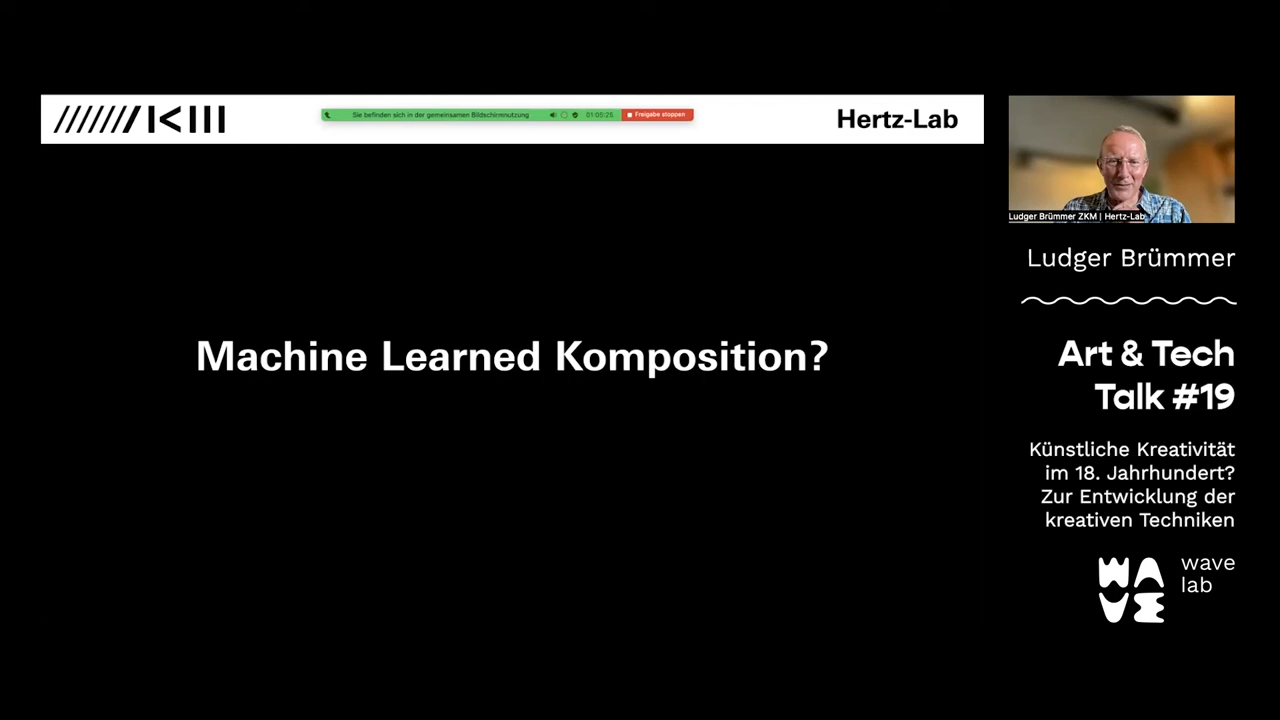 Sie befinden sich in der gemeinsamen Bildschirmnutzung
01:05:25
Freigabe stoppen
Hertz-Lab
Machine Learned Komposition?
Ludger Brümmer ZKM | Hertz-Lab
Ludger Brümmer
Art & Tech
Talk #19
Künstliche Kreativität
im 18. Jahrhundert?
Zur Entwicklung der
kreativen Techniken
WAVE
wave
lab